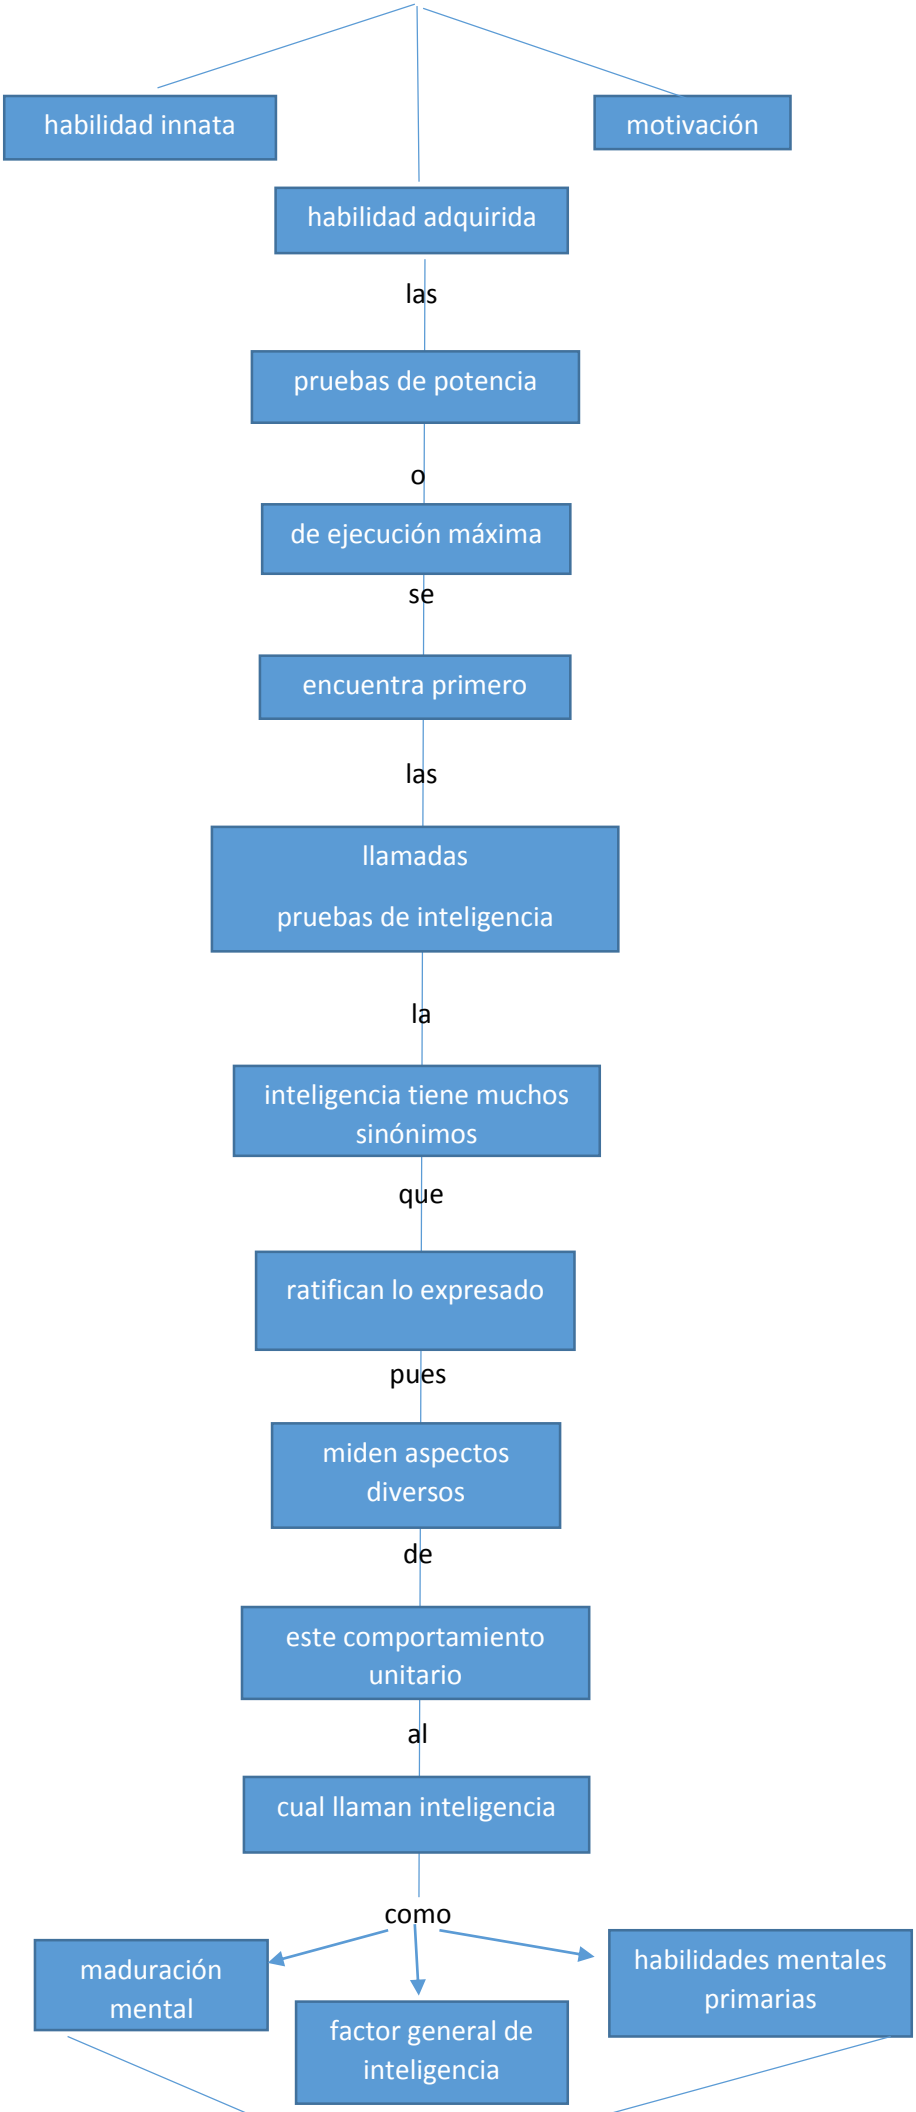 habilidad innata
motivación
habilidad adquirida
las
pruebas de potencia
o
de ejecución máxima
se
encuentra primero
las
llamadas
pruebas de inteligencia
la
inteligencia tiene muchos
sinónimos
que
ratifican lo expresado
pues
miden aspectos
diversos
de
este comportamiento
unitario
al
cual llaman inteligencia
como
maduración
mental
factor general de
inteligencia
habilidades mentales
primarias